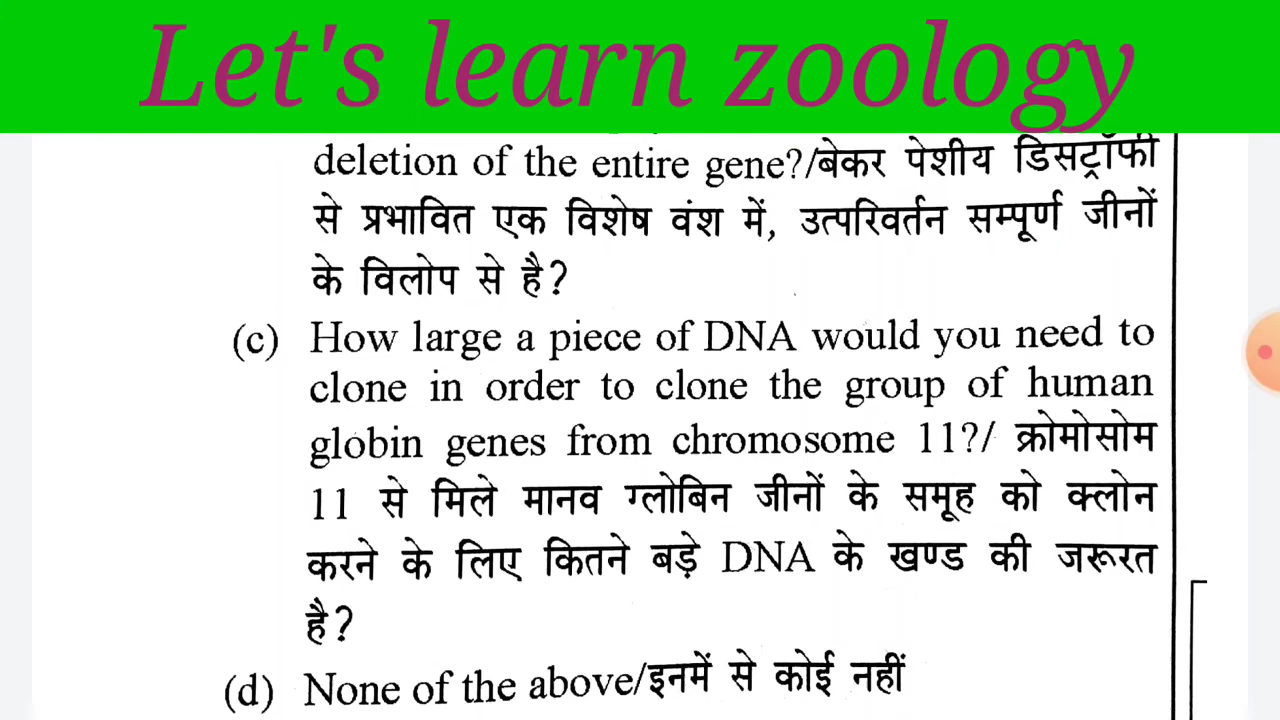 Let's learn zoology
deletion of the entire gene?/बेकर पेशीय डिसट्रॉफी
से प्रभावित एक विशेष वंश में, उत्परिवर्तन सम्पूर्ण जीनों
के विलोप से है?
(c) How large a piece of DNA would you need to
clone in order to clone the group of human
globin genes from chromosome 11?/ क्रोमोसोम
11 से मिले मानव ग्लोबिन जीनों के समूह को क्लोन
करने के लिए कितने बड़े DNA के खण्ड की जरूरत
है?
(d) None of the above/इनमें से कोई नहीं